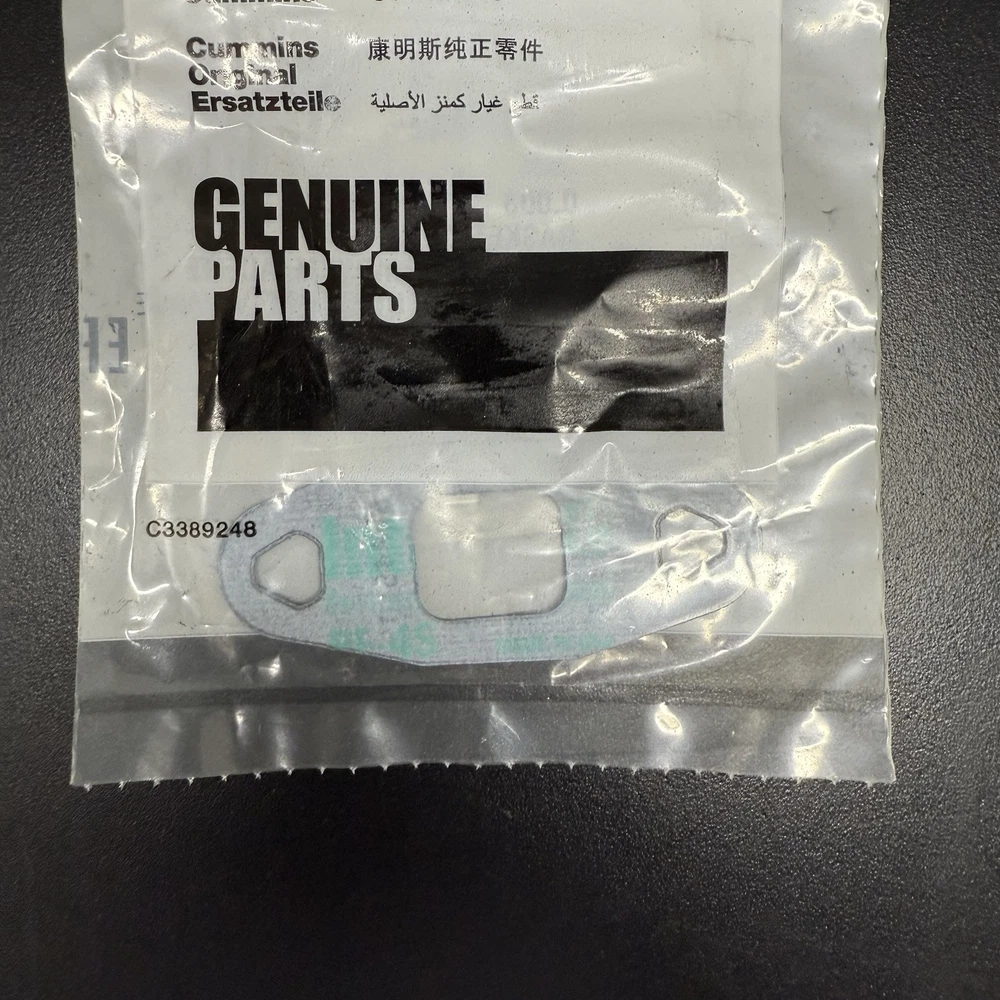 Cummins
Original
Ersatzteile
康明斯纯正零件
قطع غيار كمنز الأصلية
GENUINE
PARTS
C3389248